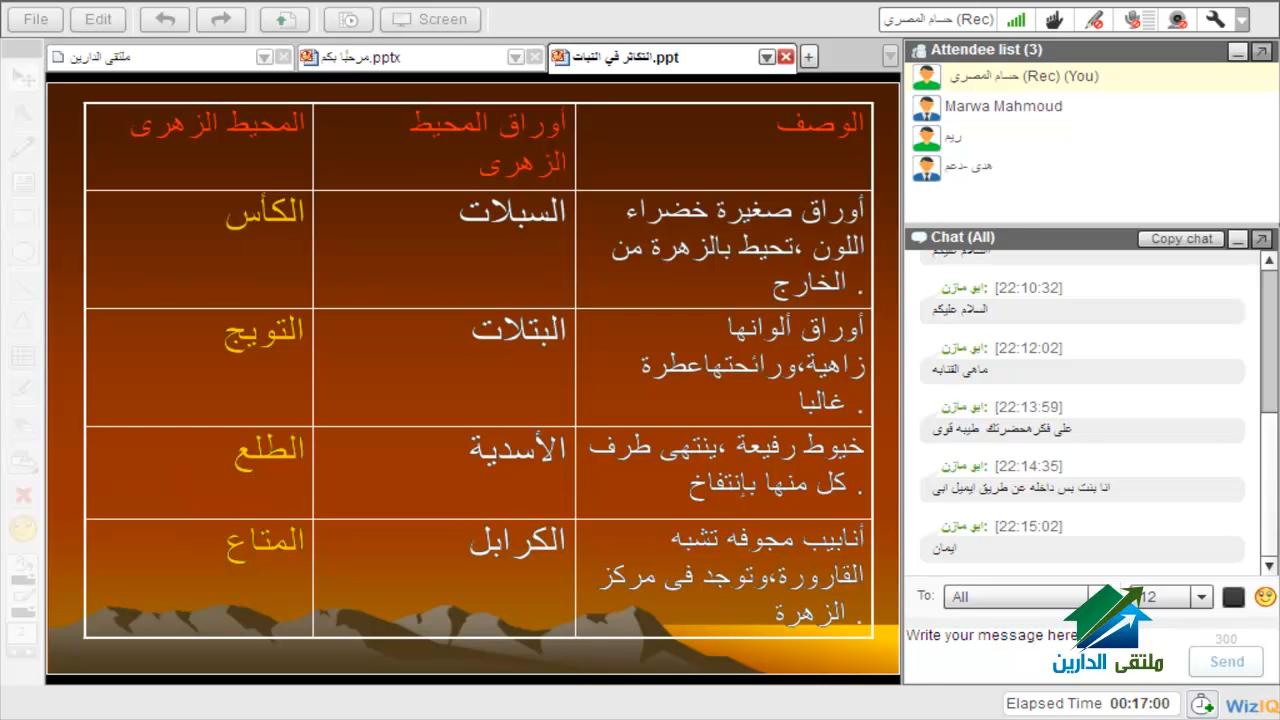 File
Edit
Screen
حسام المصري (Rec)
ملتقى الدارين
مرحبًا بكم.pptx
التكاثر في النبات.ppt
الوصف
أوراق المحيط
الزهرى
المحيط الزهرى
أوراق صغيرة خضراء
اللون ،تحيط بالزهرة من
الخارج .
السبلات
الكأس
أوراق ألوانها
زاهية،ورائحتهاعطرة
غالبا .
البتلات
التويج
خيوط رفيعة ،ينتهى طرف
كل منها بإنتفاخ .
الأسدية
الطلع
أنابيب مجوفه تشبه
القارورة،وتوجد فى مركز
الزهرة .
الكرابل
المتاع
Attendee list (3)
حسام المصري (Rec) (You)
Marwa Mahmoud
ريم
هدى -دعم
Chat (All)
Copy chat
السلام عليكم
ابو مازن: [22:10:32]
السلام عليكم
ابو مازن: [22:12:02]
ماهى القنابه
ابو مازن: [22:13:59]
على فكرهحضرتك طيبه قوى
ابو مازن: [22:14:35]
انا بنت بس داخله عن طريق ايميل ابى
ابو مازن: [22:15:02]
ايمان
To:
All
12
Write your message here
300
Send
ملتقى الدارين
Elapsed Time 00:17:00
WizIQ